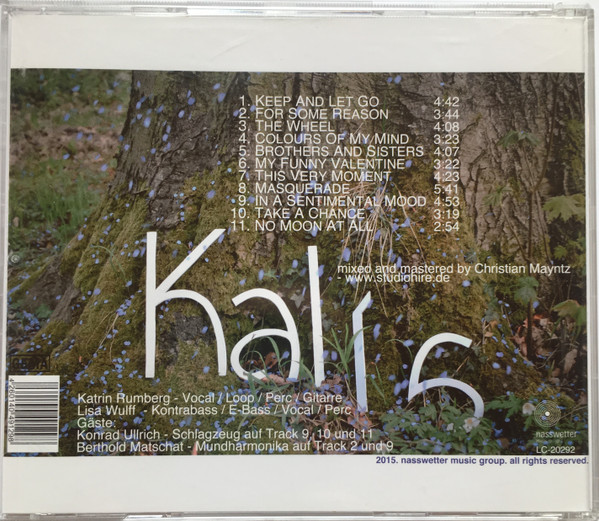 1. KEEP AND LET GO 4:42
2. FOR SOME REASON 3:44
3. THE WHEEL 4:08
4. COLOURS OF MY MIND 3:23
5. BROTHERS AND SISTERS 4:07
6. MY FUNNY VALENTINE 3:22
7. THIS VERY MOMENT 4:23
8. MASQUERADE 5:41
9. IN A SENTIMENTAL MOOD 4:53
10. TAKE A CHANCE 3:19
11. NO MOON AT ALL 2:54
mixed and mastered by Christian Mayntz
- www.studiohire.de
Kalis
Katrin Rumberg - Vocal / Loop / Perc / Gitarre
Lisa Wulff - Kontrabass / E-Bass / Vocal / Perc
Gäste:
Konrad Ullrich - Schlagzeug auf Track 9, 10 und 11
Berthold Matschat - Mundharmonika auf Track 2 und 9
nasswetter
LC-20292
2015. nasswetter music group. all rights reserved.